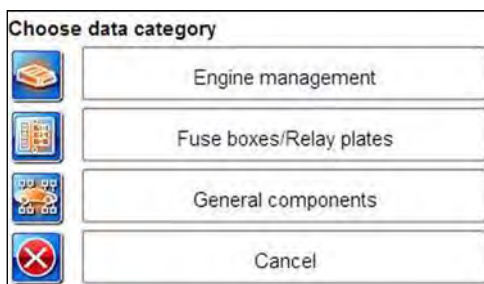 Choose data category
Engine management
Fuse boxes/Relay plates
General components
Cancel